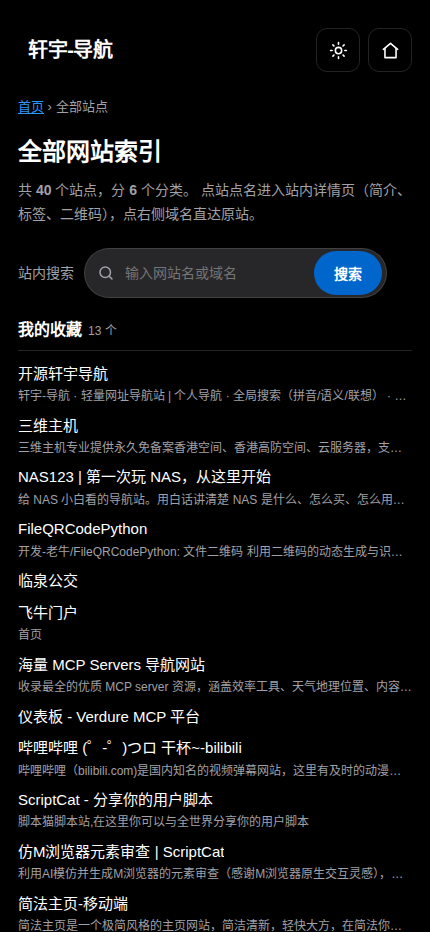 轩宇-导航
首页 › 全部站点
全部网站索引
共 40 个站点，分 6 个分类。 点站点名进入站内详情页（简介、
标签、二维码），点右侧域名直达原站。
站内搜索
输入网站名或域名
搜索
我的收藏 13 个
开源轩宇导航
轩宇-导航 · 轻量网址导航站 | 个人导航 · 全局搜索（拼音/语义/联想） · …
三维主机
三维主机专业提供永久免备案香港空间、香港高防空间、云服务器，支…
NAS123 | 第一次玩 NAS，从这里开始
给 NAS 小白看的导航站。用白话讲清楚 NAS 是什么、怎么买、怎么用…
FileQRCodePython
开发-老牛/FileQRCodePython: 文件二维码 利用二维码的动态生成与识…
临泉公交
飞牛门户
首页
海量 MCP Servers 导航网站
收录最全的优质 MCP server 资源，涵盖效率工具、天气地理位置、内容…
仪表板 - Verdure MCP 平台
哔哩哔哩 (゜-゜)つロ 干杯~-bilibili
哔哩哔哩（bilibili.com)是国内知名的视频弹幕网站，这里有及时的动漫…
ScriptCat - 分享你的用户脚本
脚本猫脚本站,在这里你可以与全世界分享你的用户脚本
仿M浏览器元素审查 | ScriptCat
利用AI模仿并生成M浏览器的元素审查（感谢M浏览器原生交互灵感），…
简法主页-移动端
简法主页是一个极简风格的主页网站，简洁清新，轻快大方，在简法你…